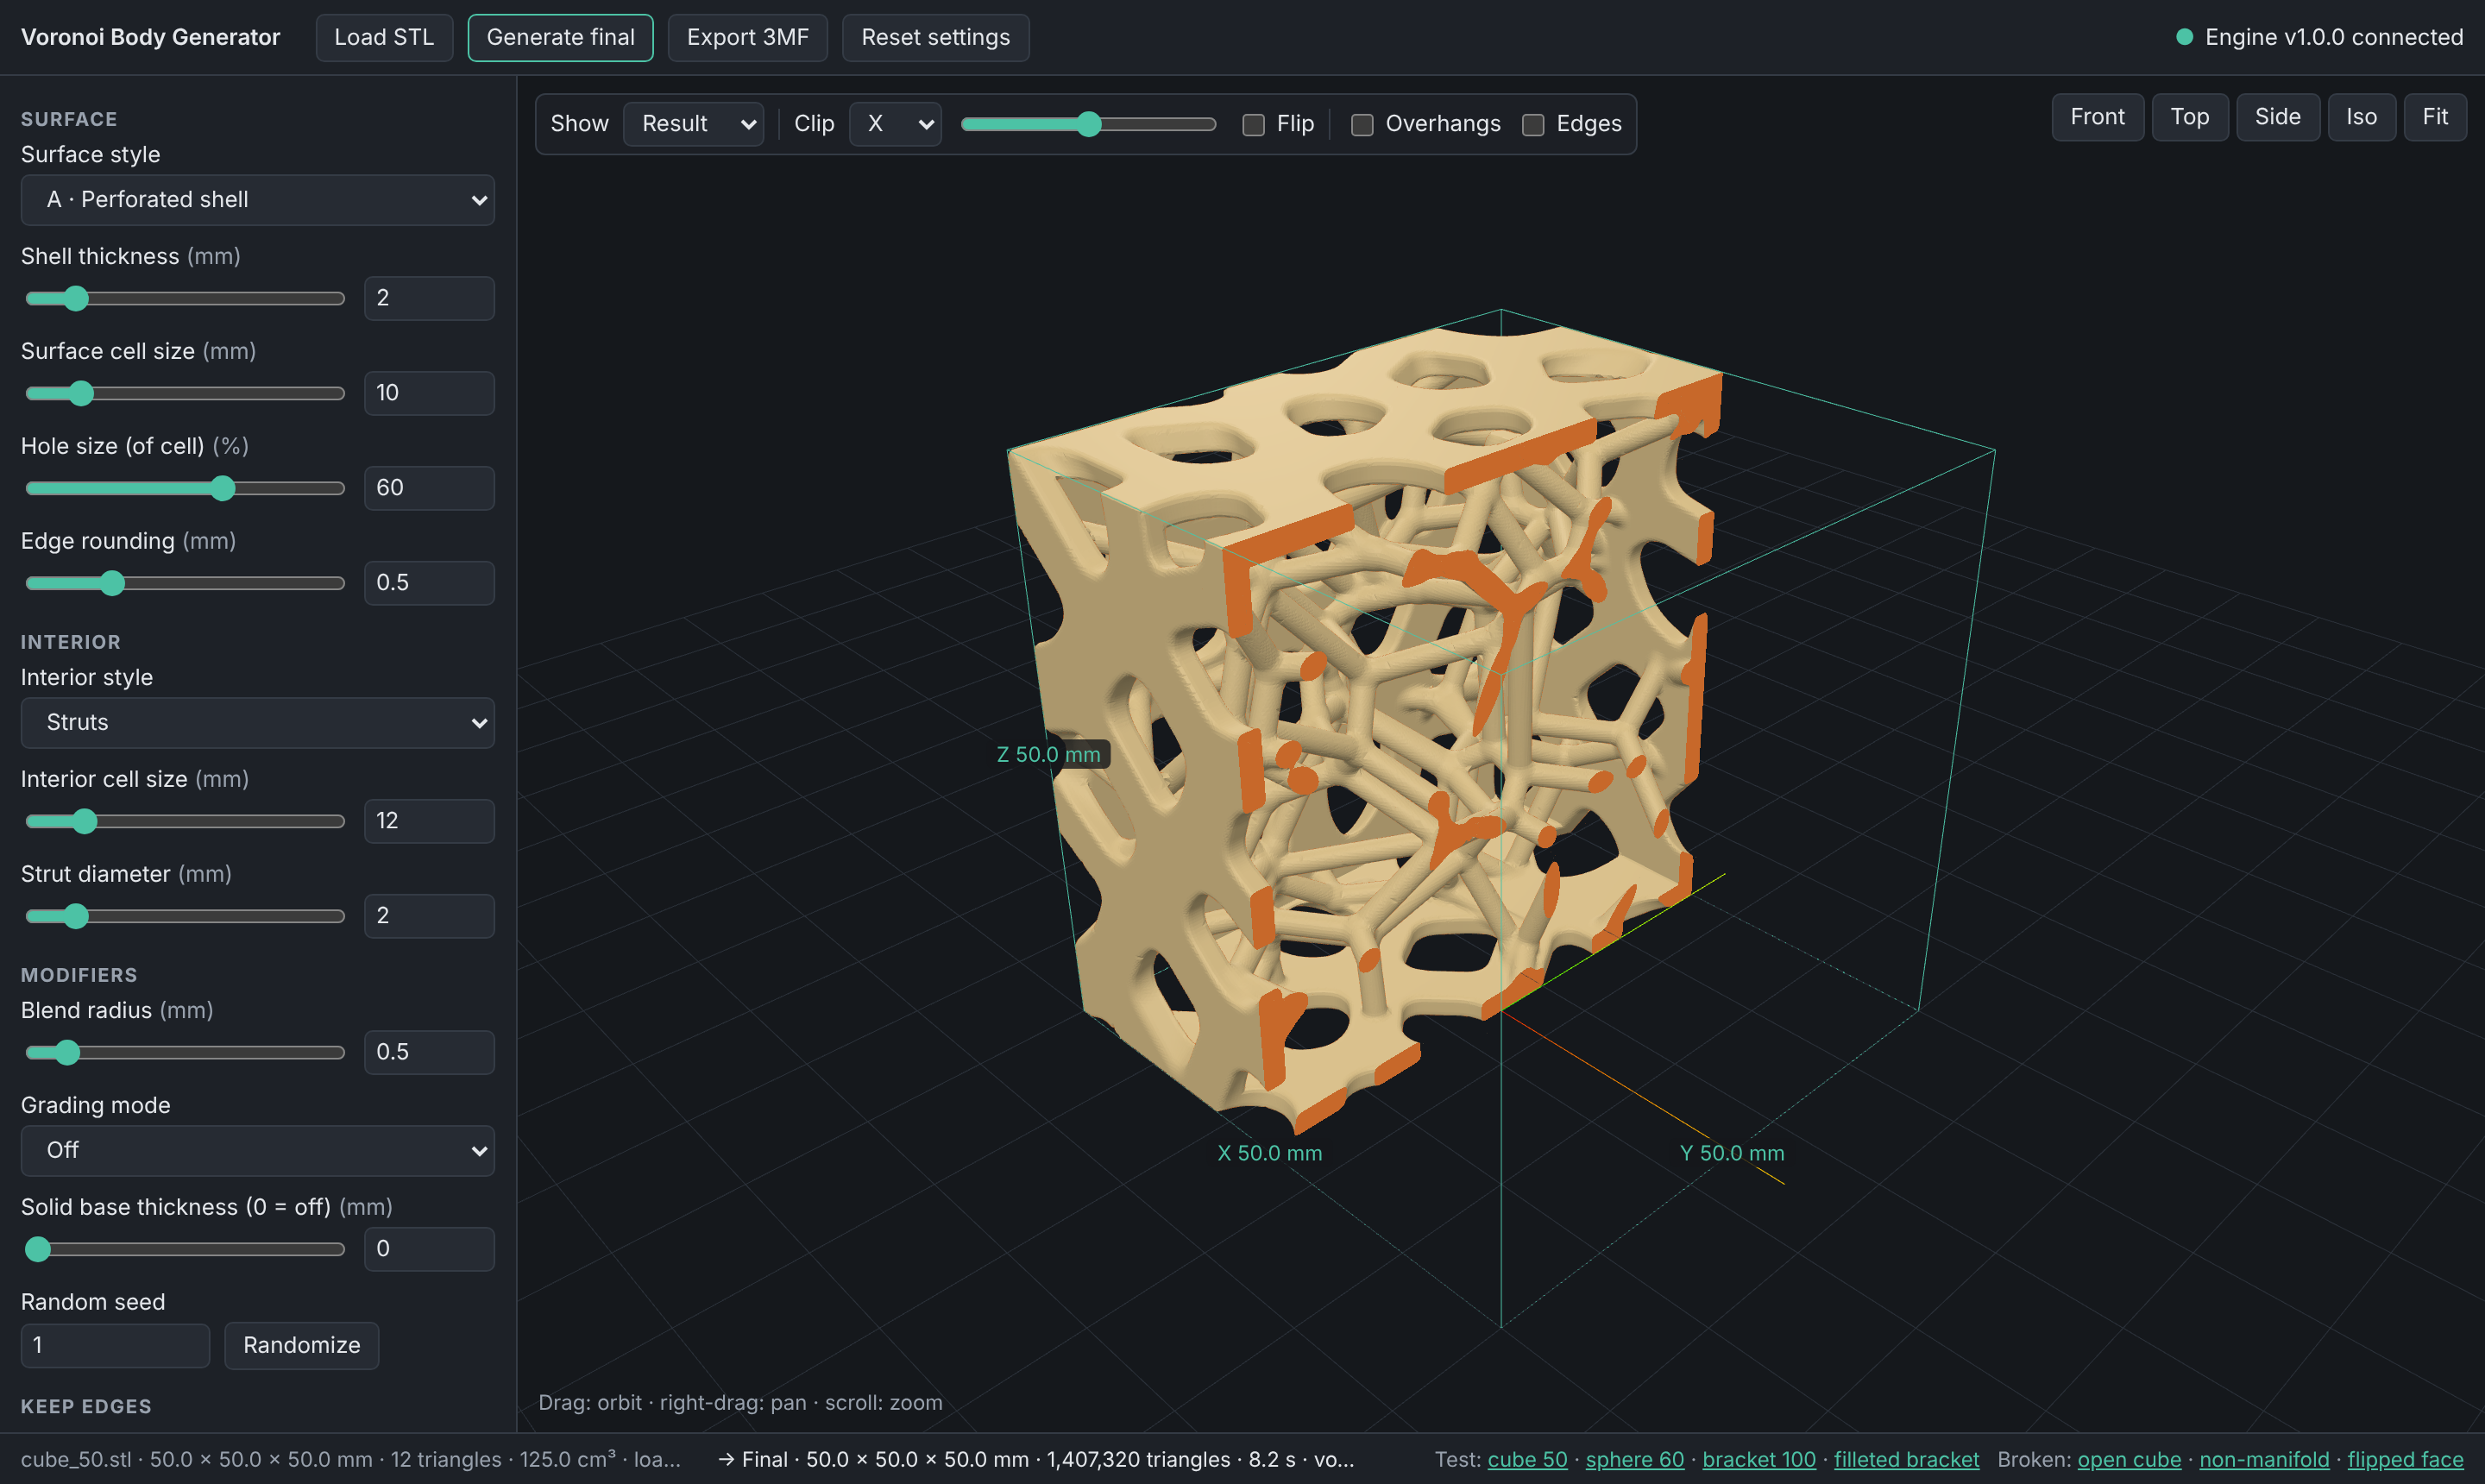 Voronoi Body Generator
Load STL
Generate final
Export 3MF
Reset settings
Engine v1.0.0 connected
SURFACE
Surface style
A · Perforated shell
Shell thickness (mm)
2
Surface cell size (mm)
10
Hole size (of cell) (%)
60
Edge rounding (mm)
0.5
INTERIOR
Interior style
Struts
Interior cell size (mm)
12
Strut diameter (mm)
2
MODIFIERS
Blend radius (mm)
0.5
Grading mode
Off
Solid base thickness (0 = off) (mm)
0
Random seed
1
Randomize
KEEP EDGES
Show
Result
Clip
X
Flip
Overhangs
Edges
Front
Top
Side
Iso
Fit
Z 50.0 mm
X 50.0 mm
Y 50.0 mm
Drag: orbit · right-drag: pan · scroll: zoom
cube_50.stl · 50.0 × 50.0 × 50.0 mm · 12 triangles · 125.0 cm³ · loa...
→ Final · 50.0 × 50.0 × 50.0 mm · 1,407,320 triangles · 8.2 s · vo...
Test: cube 50 · sphere 60 · bracket 100 · filleted bracket
Broken: open cube · non-manifold · flipped face